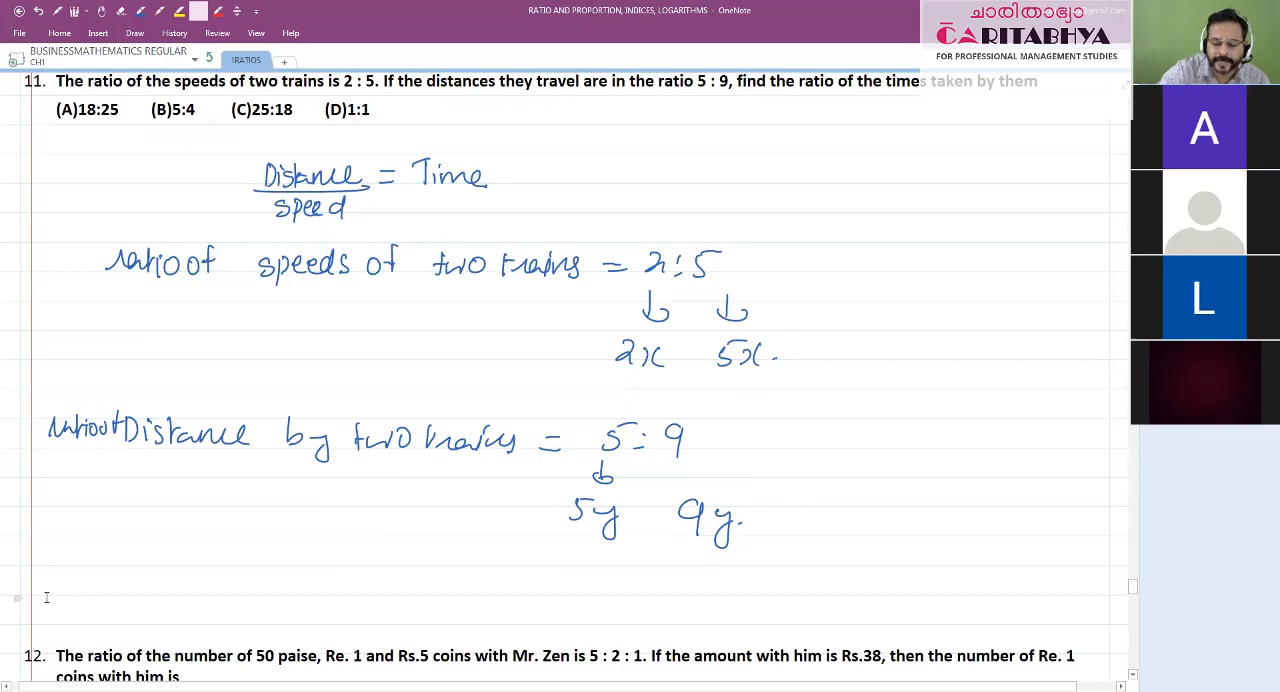 RATIO AND PROPORTION, INDICES, LOGARITHMS - OneNote
File Home Insert Draw History Review View Help
BUSINESSMATHEMATICS REGULAR
CH1
5
1RATIOS
ചാരിതാഭ്യാ
@gmail.com
CARITABHYA
FOR PROFESSIONAL MANAGEMENT STUDIES
11. The ratio of the speeds of two trains is 2 : 5. If the distances they travel are in the ratio 5 : 9, find the ratio of the times taken by them
(A)18:25 (B)5:4 (C)25:18 (D)1:1
Distance = Time
speed
ratio of speeds of two trains = 2 : 5
2x 5x.
ratio of Distance by two trains = 5 : 9
5y 9y.
12. The ratio of the number of 50 paise, Re. 1 and Rs.5 coins with Mr. Zen is 5 : 2 : 1. If the amount with him is Rs.38, then the number of Re. 1
coins with him is
A
L